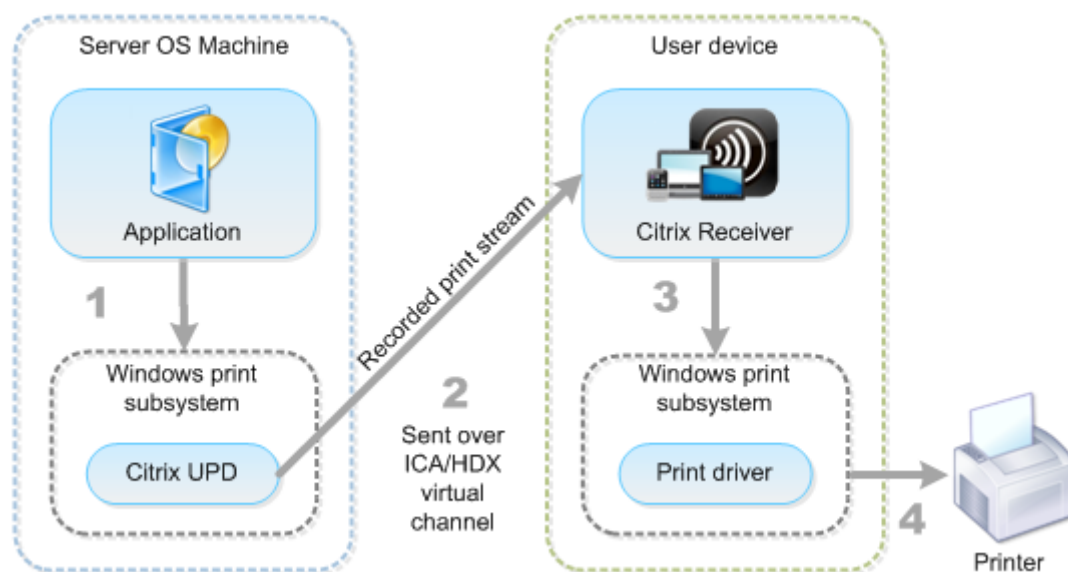 Server OS Machine
Application
1
Windows print
subsystem
Citrix UPD
Recorded print stream
2
Sent over
ICA/HDX
virtual
channel
User device
Citrix Receiver
3
Windows print
subsystem
Print driver
4
Printer